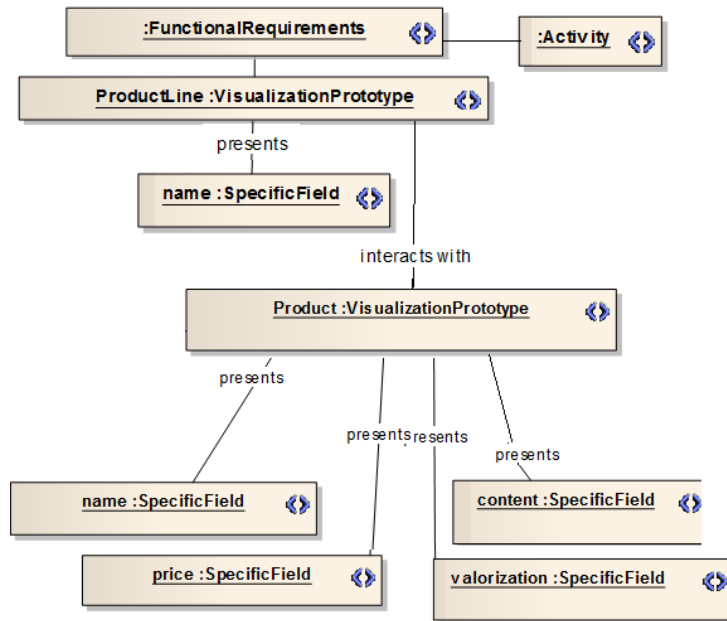 :FunctionalRequirements
:Activity
ProductLine :VisualizationPrototype
presents
name :SpecificField
interacts with
Product :VisualizationPrototype
presents
presents
presents
presents
name :SpecificField
content :SpecificField
price :SpecificField
valorization :SpecificField